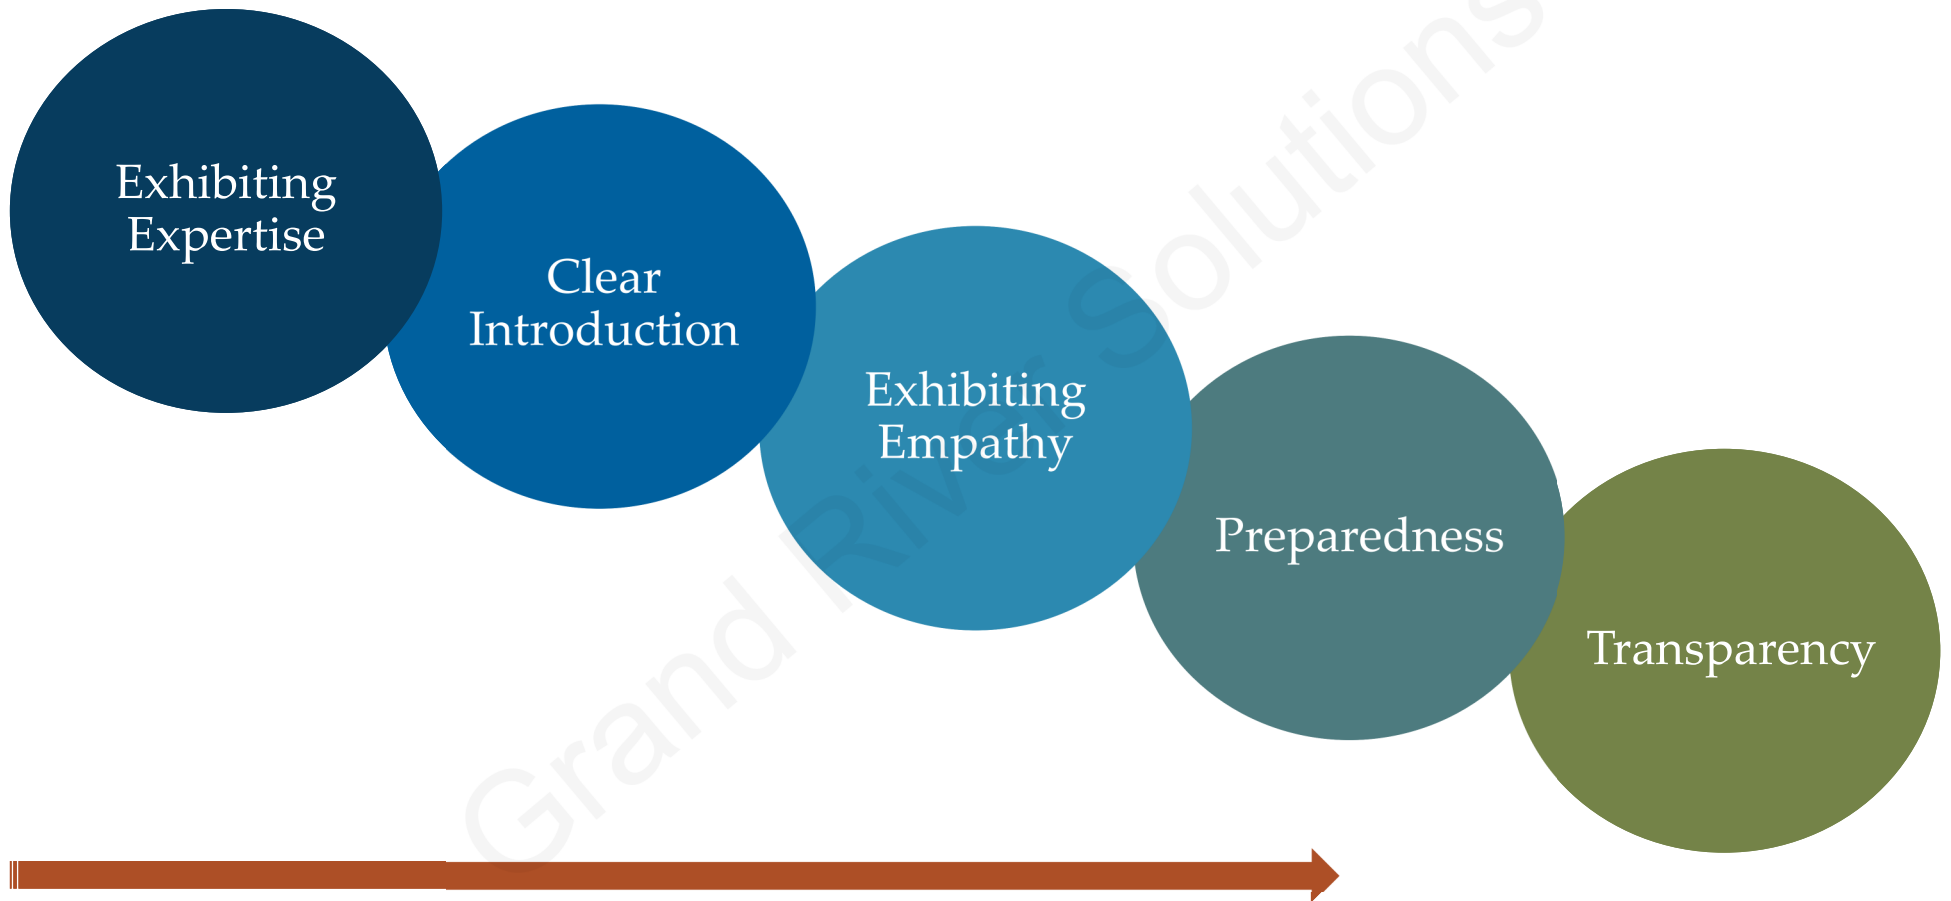 Exhibiting
Expertise
Clear
Introduction
Exhibiting
Empathy
Preparedness
Transparency
Grand River Solutions